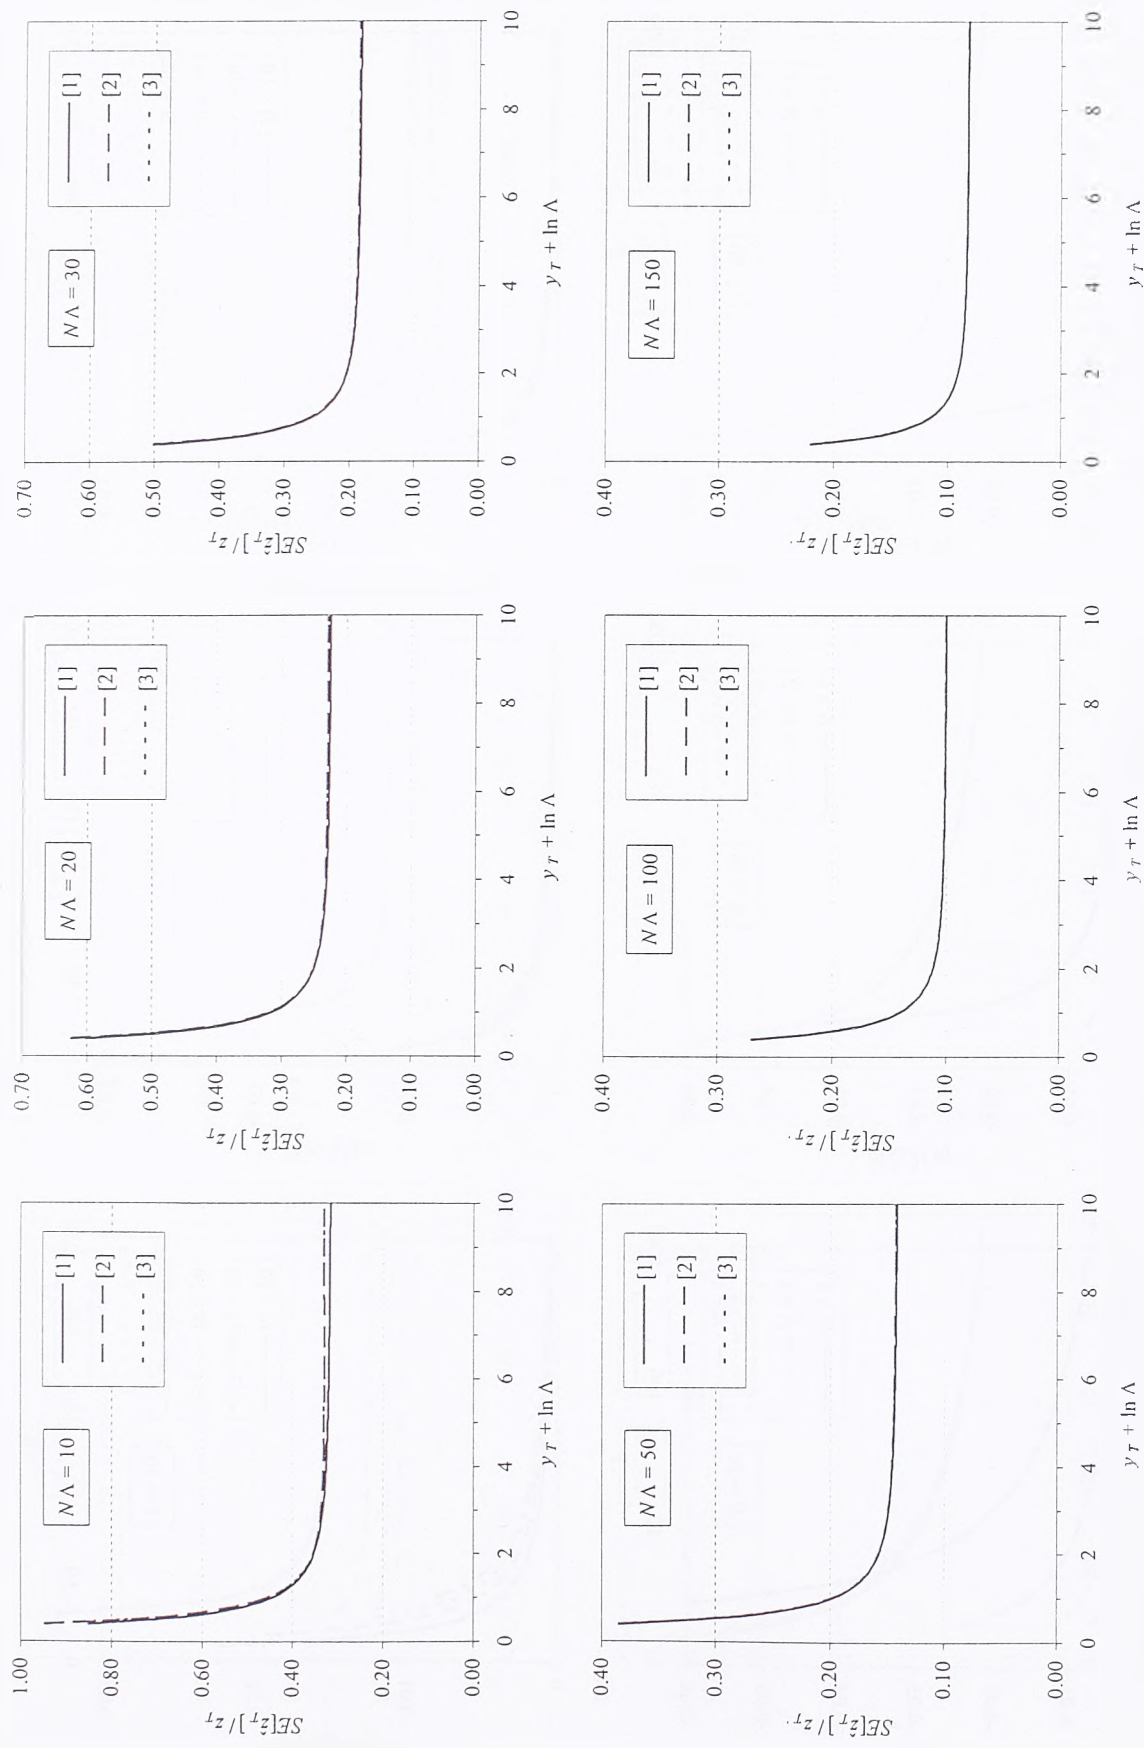 NΛ = 10
[1]
[2]
[3]
1.00
0.80
0.60
0.40
0.20
0.00
SE[ẑ_T] / z_T
0 2 4 6 8 10
y_T + ln Λ
NΛ = 20
[1]
[2]
[3]
0.70
0.60
0.50
0.40
0.30
0.20
0.10
0.00
SE[ẑ_T] / z_T
0 2 4 6 8 10
y_T + ln Λ
NΛ = 30
[1]
[2]
[3]
0.70
0.60
0.50
0.40
0.30
0.20
0.10
0.00
SE[ẑ_T] / z_T
0 2 4 6 8 10
y_T + ln Λ
NΛ = 50
[1]
[2]
[3]
0.40
0.30
0.20
0.10
0.00
SE[ẑ_T] / z_T
0 2 4 6 8 10
y_T + ln Λ
NΛ = 100
[1]
[2]
[3]
0.40
0.30
0.20
0.10
0.00
SE[ẑ_T] / z_T
0 2 4 6 8 10
y_T + ln Λ
NΛ = 150
[1]
[2]
[3]
0.40
0.30
0.20
0.10
0.00
SE[ẑ_T] / z_T
0 2 4 6 8 10
y_T + ln Λ